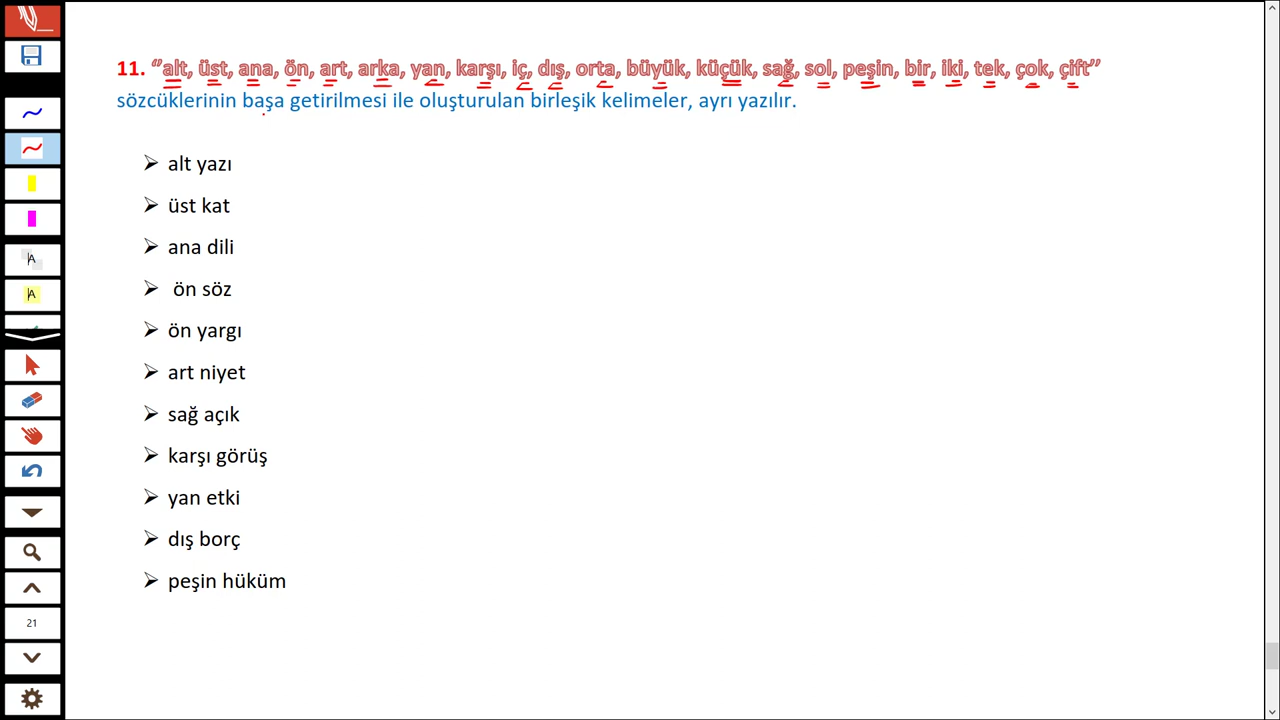 11. “alt, üst, ana, ön, art, arka, yan, karşı, iç, dış, orta, büyük, küçük, sağ, sol, peşin, bir, iki, tek, çok, çift’’
sözcüklerinin başa getirilmesi ile oluşturulan birleşik kelimeler, ayrı yazılır.
alt yazı
üst kat
ana dili
ön söz
ön yargı
art niyet
sağ açık
karşı görüş
yan etki
dış borç
peşin hüküm
A
A
21